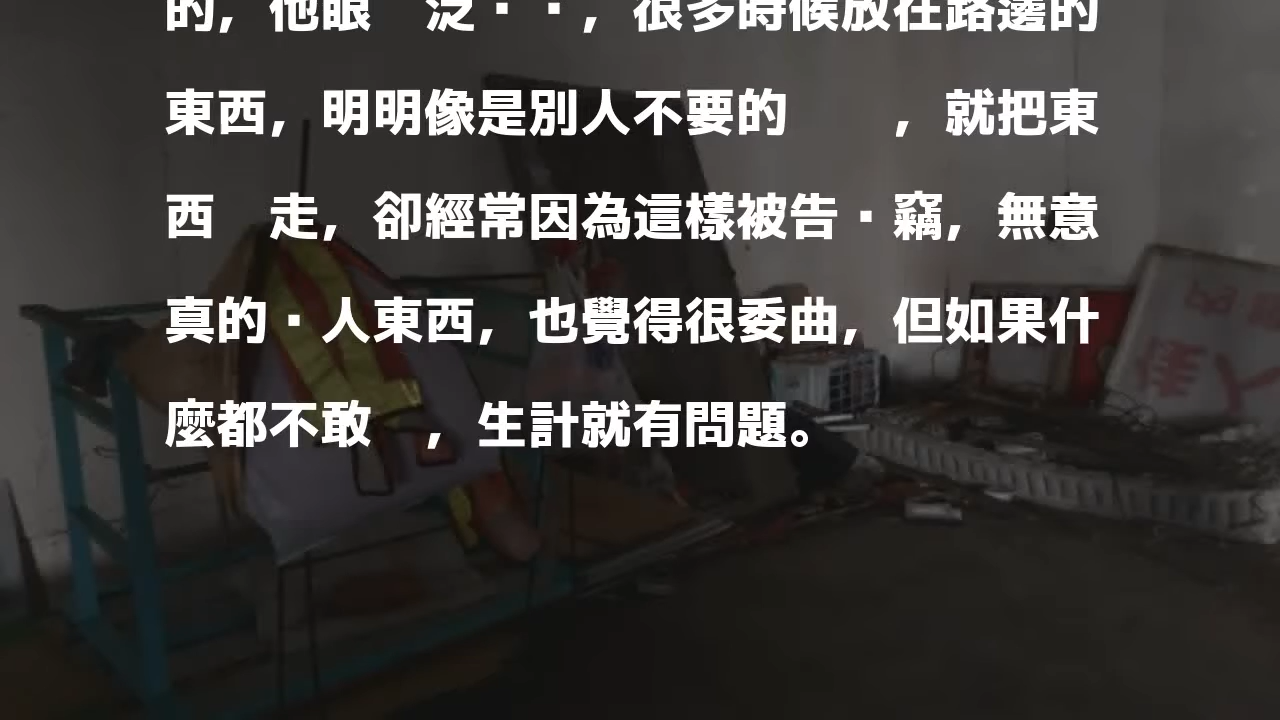 的，他眼　泛··，很多時候放在路邊的
東西，明明像是別人不要的　　，就把東
西　走，卻經常因為這樣被告·竊，無意
真的·人東西，也覺得很委曲，但如果什
麼都不敢　，生計就有問題。